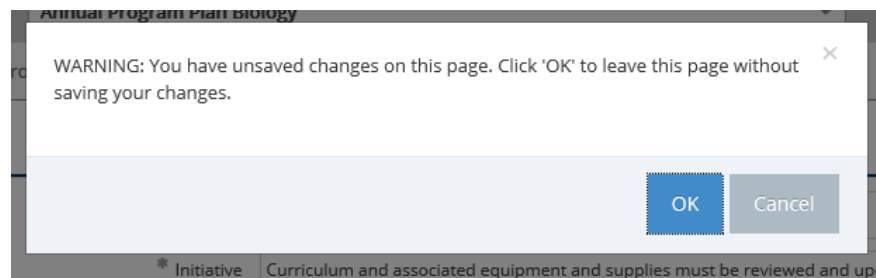 Annual Program Plan Biology
WARNING: You have unsaved changes on this page. Click 'OK' to leave this page without
saving your changes.
OK Cancel
* Initiative Curriculum and associated equipment and supplies must be reviewed and up